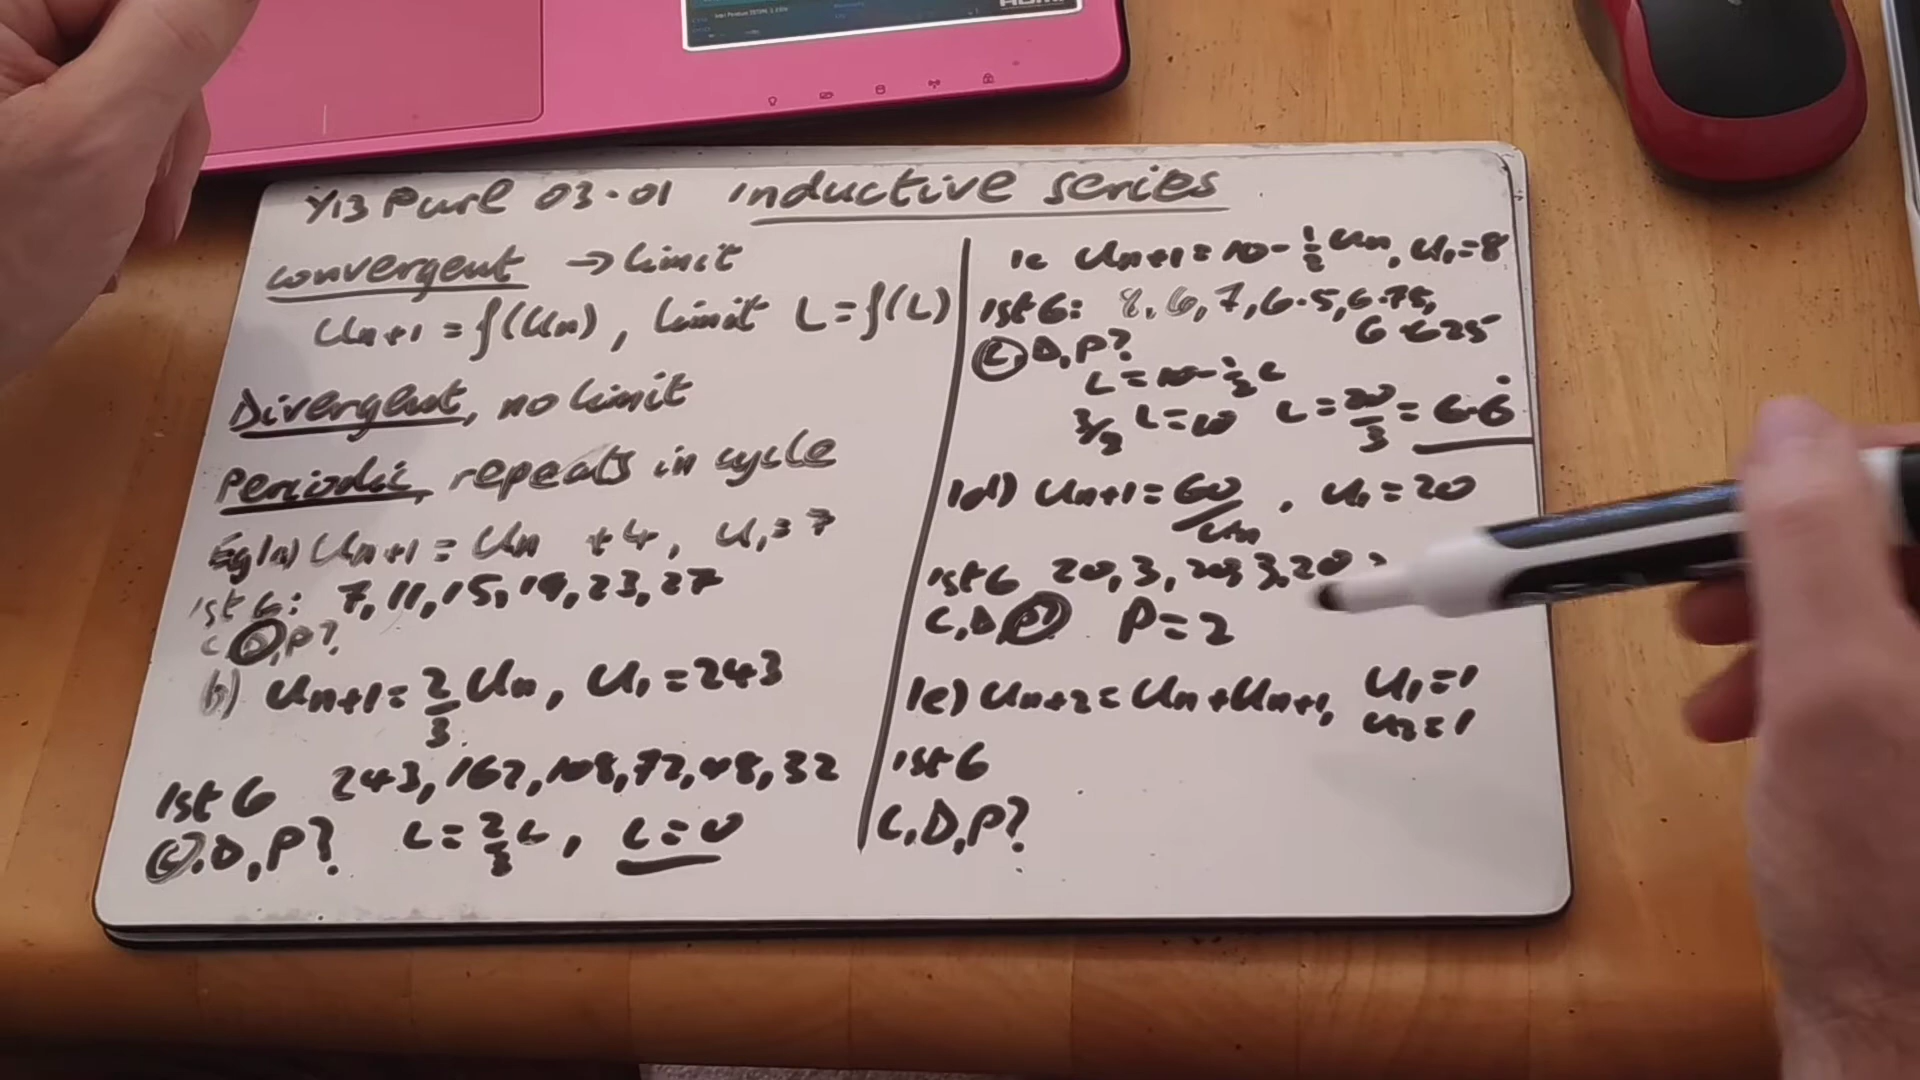 Y13 Pure 03.01 inductive series
convergent → limit
Un+1 = f(Un), limit L = f(L)
Divergent, no limit
Periodic, repeats in cycle
Eg 1a) Un+1 = Un + 4, U1 = 7
1st 6: 7, 11, 15, 19, 23, 27
C, D, P?
b) Un+1 = 2/3 Un, U1 = 243
1st 6 243, 162, 108, 72, 48, 32
C, D, P? L = 2/3 L, L = 0
1c Un+1 = 10 - 1/2 Un, U1 = 8
1st 6: 8, 6, 7, 6.5, 6.75,
6.625
C, D, P?
L = 10 - 1/2 L
3/2 L = 10 L = 20/3 = 6.6̇
1d) Un+1 = 60/Un, U1 = 20
1st 6 20, 3, 20, 3, 20,
C, D, P? P = 2
1e) Un+2 = Un + Un+1, U1 = 1
U2 = 1
1st 6
C, D, P?